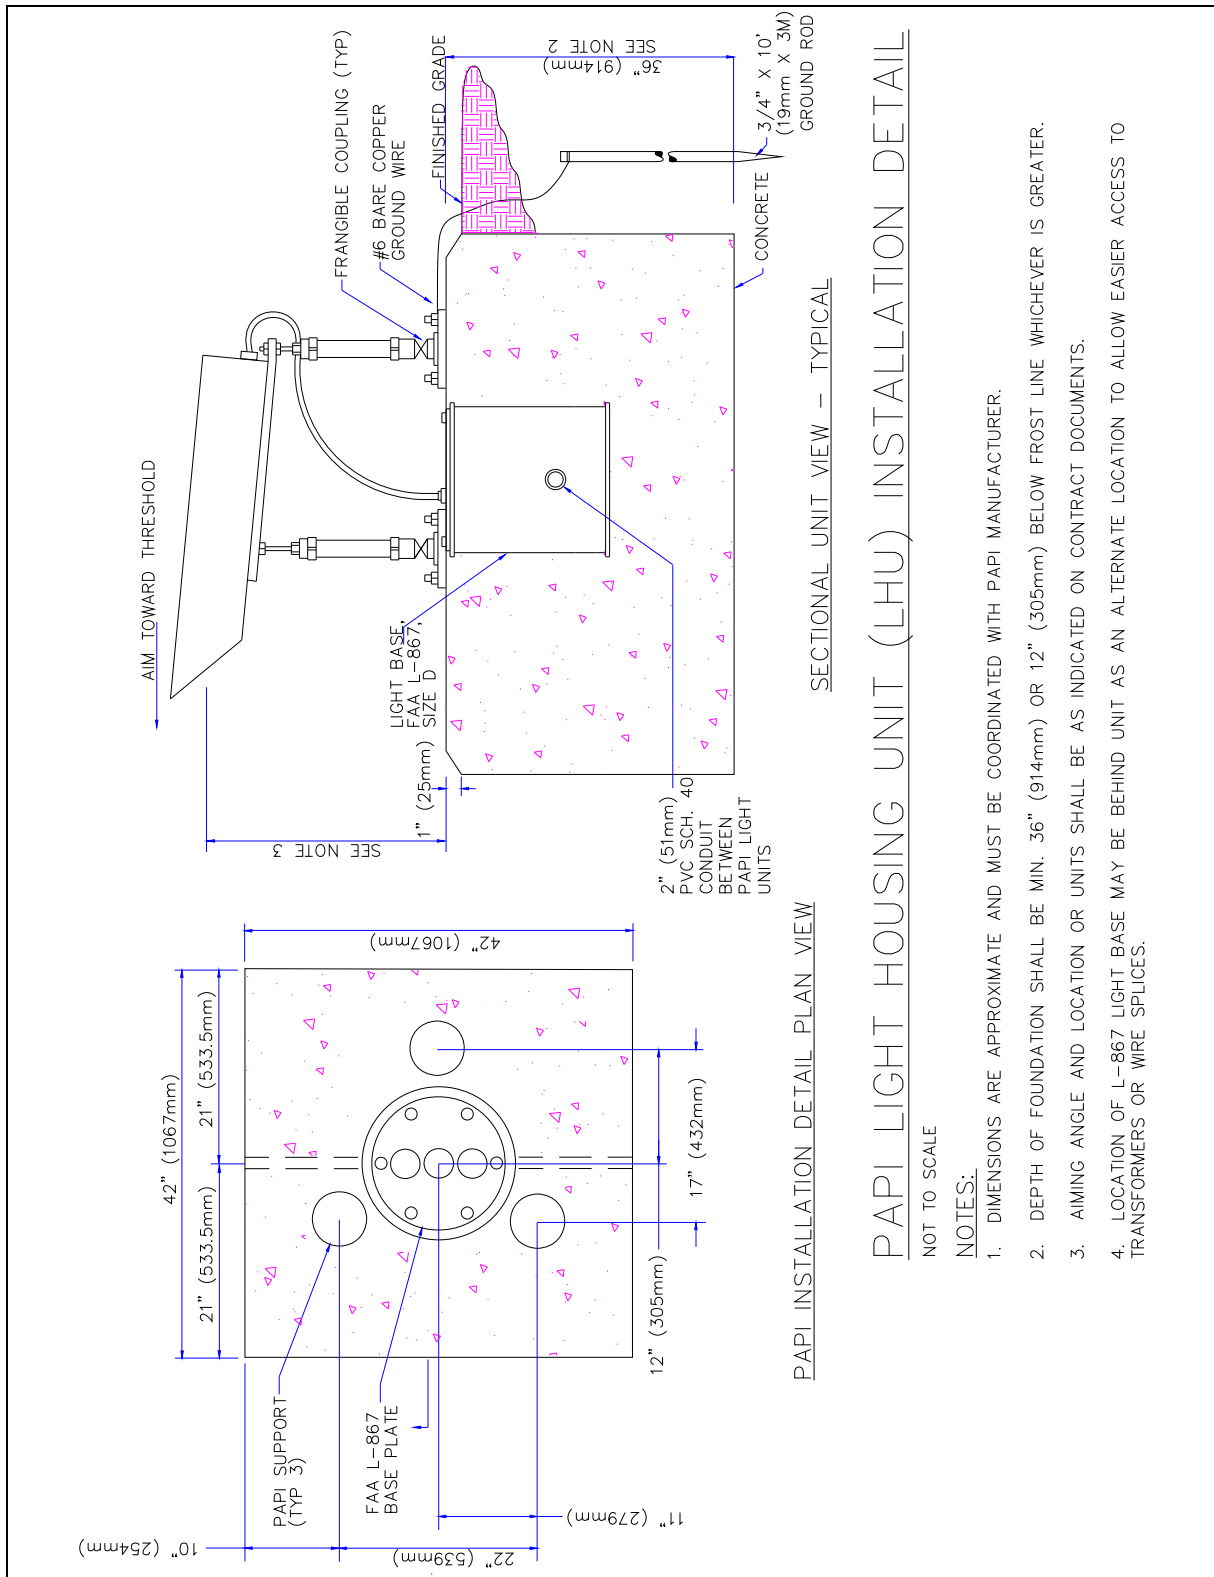 42" (1067mm)
21" (533.5mm)
21" (533.5mm)
42" (1067mm)
PAPI SUPPORT
(TYP 3)
FAA L-867
BASE PLATE
10" (254mm)
22" (539mm)
11" (279mm)
12" (305mm)
17" (432mm)
PAPI INSTALLATION DETAIL PLAN VIEW
AIM TOWARD THRESHOLD
SEE NOTE 3
1" (25mm)
LIGHT BASE,
FAA L-867,
SIZE D
FRANGIBLE COUPLING (TYP)
#6 BARE COPPER
GROUND WIRE
FINISHED GRADE
SEE NOTE 2
36" (914mm)
3/4" X 10'
(19mm X 3M)
GROUND ROD
CONCRETE
2" (51mm)
PVC SCH. 40
CONDUIT
BETWEEN
PAPI LIGHT
UNITS
SECTIONAL UNIT VIEW – TYPICAL
PAPI LIGHT HOUSING UNIT (LHU) INSTALLATION DETAIL
NOT TO SCALE
NOTES:
1. DIMENSIONS ARE APPROXIMATE AND MUST BE COORDINATED WITH PAPI MANUFACTURER.
2. DEPTH OF FOUNDATION SHALL BE MIN. 36" (914mm) OR 12" (305mm) BELOW FROST LINE WHICHEVER IS GREATER.
3. AIMING ANGLE AND LOCATION OR UNITS SHALL BE AS INDICATED ON CONTRACT DOCUMENTS.
4. LOCATION OF L-867 LIGHT BASE MAY BE BEHIND UNIT AS AN ALTERNATE LOCATION TO ALLOW EASIER ACCESS TO
TRANSFORMERS OR WIRE SPLICES.